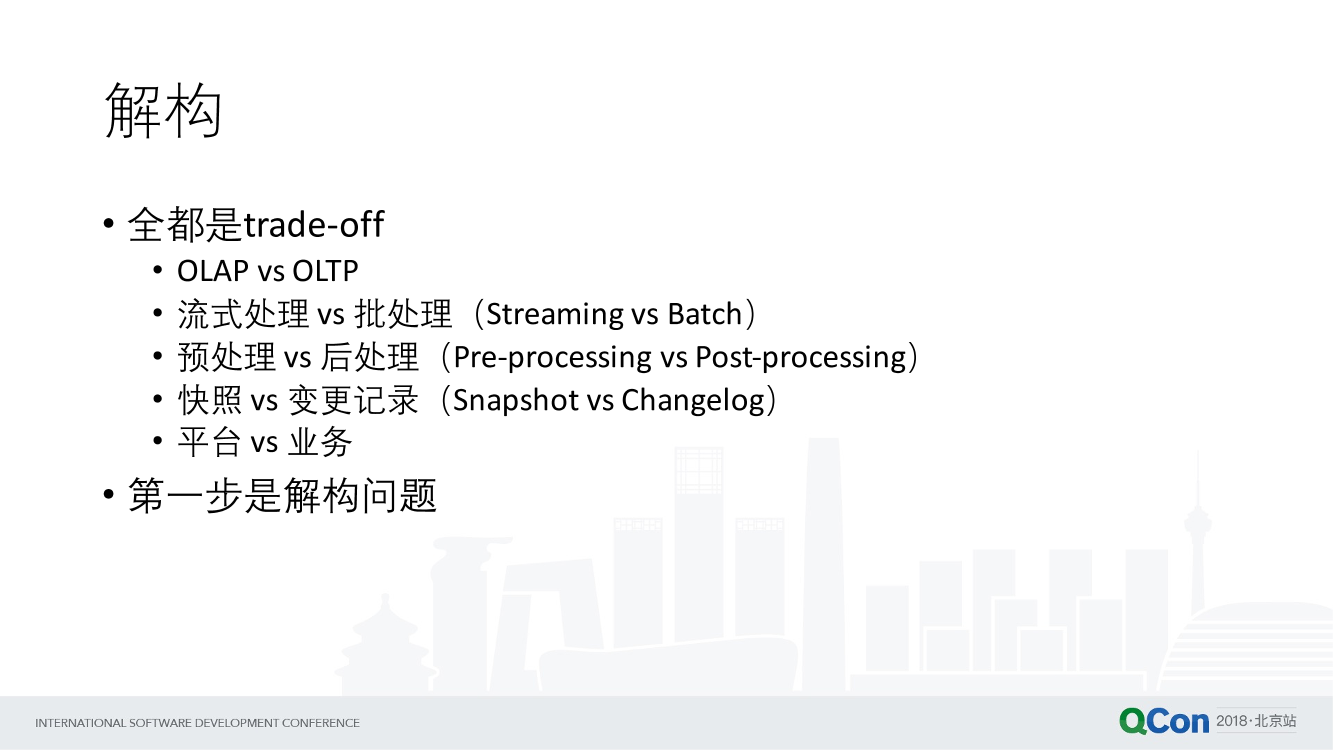 解构
• 全都是trade-off
• OLAP vs OLTP
• 流式处理 vs 批处理（Streaming vs Batch）
• 预处理 vs 后处理（Pre-processing vs Post-processing）
• 快照 vs 变更记录（Snapshot vs Changelog）
• 平台 vs 业务
• 第一步是解构问题
INTERNATIONAL SOFTWARE DEVELOPMENT CONFERENCE
QCon 2018·北京站